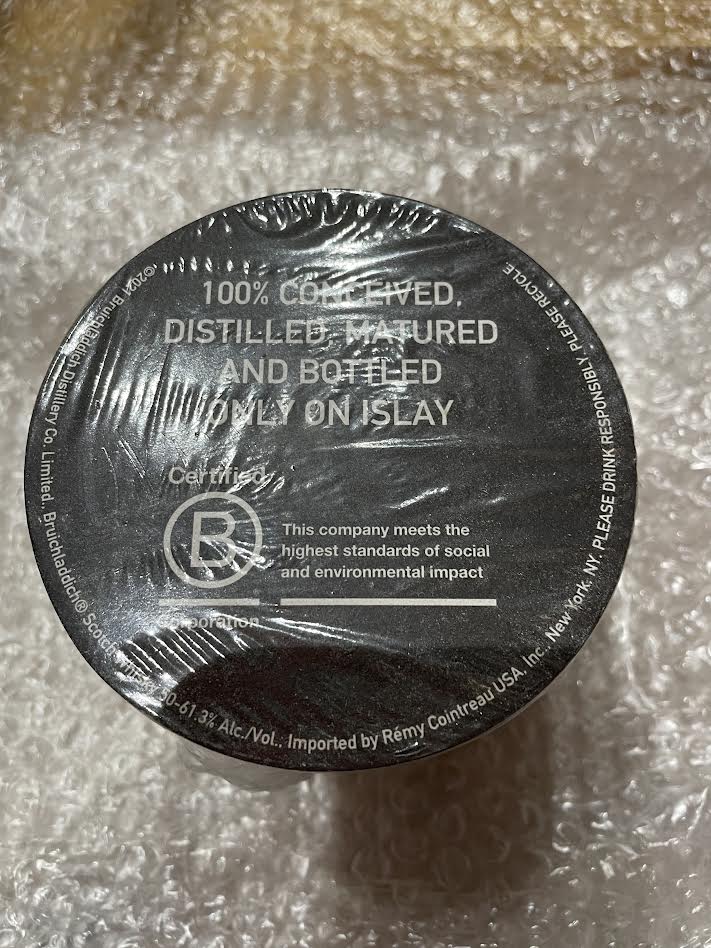 100% CONCEIVED,
DISTILLED, MATURED
AND BOTTLED
ONLY ON ISLAY
Certified
B
This company meets the
highest standards of social
and environmental impact
Corporation
©2021 Bruichladdich Distillery Co. Limited., Bruichladdich® Scotch Whisky, 50-61.3% Alc./Vol., Imported by Rémy Cointreau USA, Inc., New York, NY. PLEASE DRINK RESPONSIBLY. PLEASE RECYCLE.